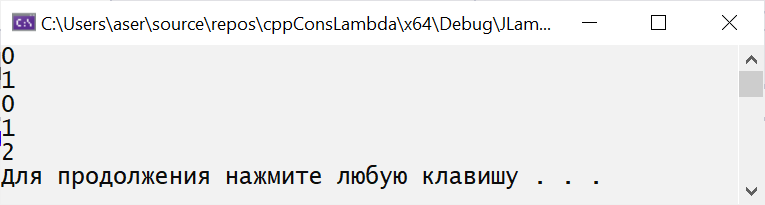 C:\Users\aser\source\repos\cppConsLambda\x64\Debug\JLam...
0
1
0
1
2
Для продолжения нажмите любую клавишу . . .